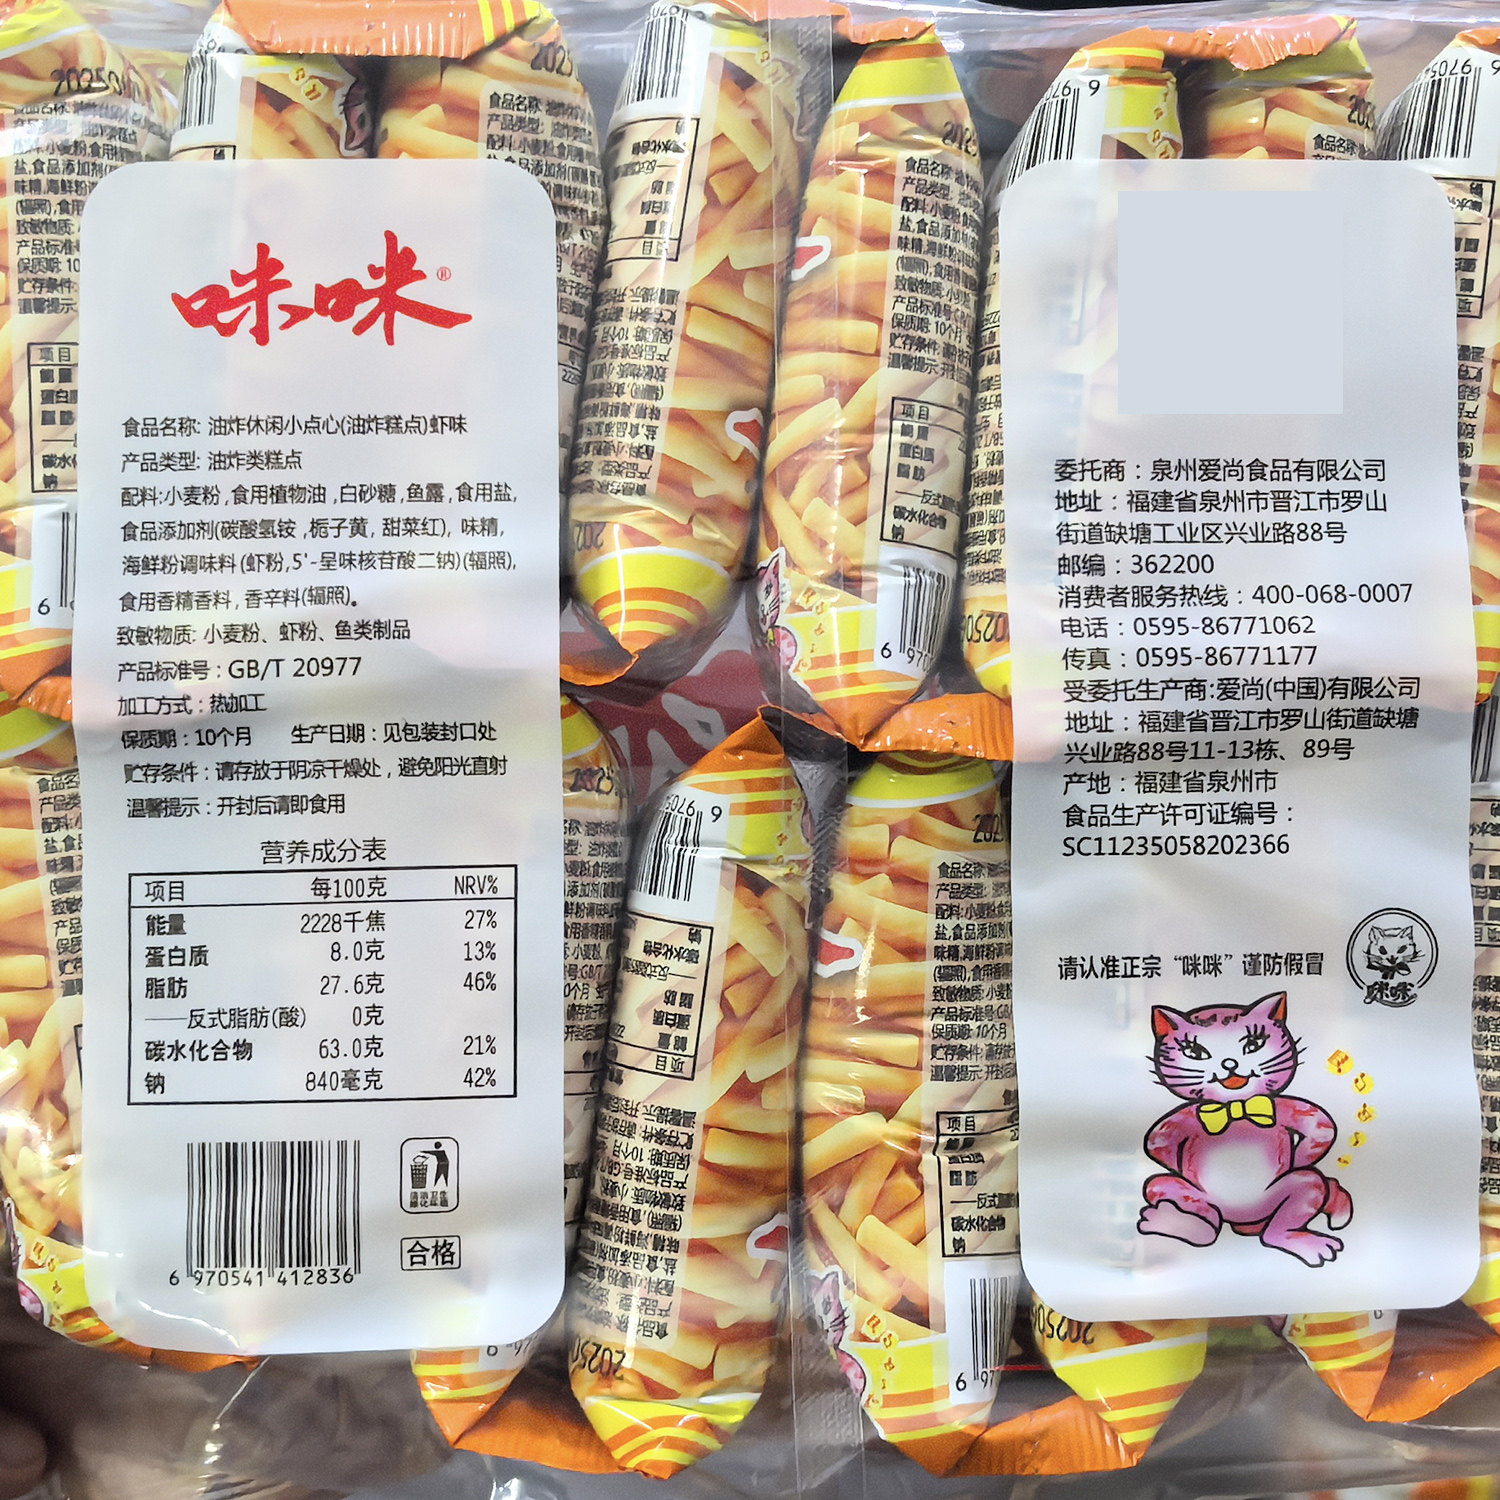 咪咪®
食品名称: 油炸休闲小点心(油炸糕点)虾味
产品类型: 油炸类糕点
配料:小麦粉,食用植物油,白砂糖,鱼露,食用盐,
食品添加剂(碳酸氢铵,栀子黄,甜菜红),味精,
海鲜粉调味料(虾粉,5'-呈味核苷酸二钠)(辐照),
食用香精香料,香辛料(辐照)。
致敏物质: 小麦粉、虾粉、鱼类制品
产品标准号:GB/T 20977
加工方式:热加工
保质期:10个月 生产日期:见包装封口处
贮存条件:请存放于阴凉干燥处,避免阳光直射
温馨提示:开封后请即食用
营养成分表
项目 每100克 NRV%
能量 2228千焦 27%
蛋白质 8.0克 13%
脂肪 27.6克 46%
——反式脂肪(酸) 0克
碳水化合物 63.0克 21%
钠 840毫克 42%
6 970541 412836
合格
委托商:泉州爱尚食品有限公司
地址:福建省泉州市晋江市罗山
街道缺塘工业区兴业路88号
邮编:362200
消费者服务热线:400-068-0007
电话:0595-86771062
传真:0595-86771177
受委托生产商:爱尚(中国)有限公司
地址:福建省晋江市罗山街道缺塘
兴业路88号11-13栋、89号
产地:福建省泉州市
食品生产许可证编号:
SC11235058202366
请认准正宗“咪咪”谨防假冒
咪咪